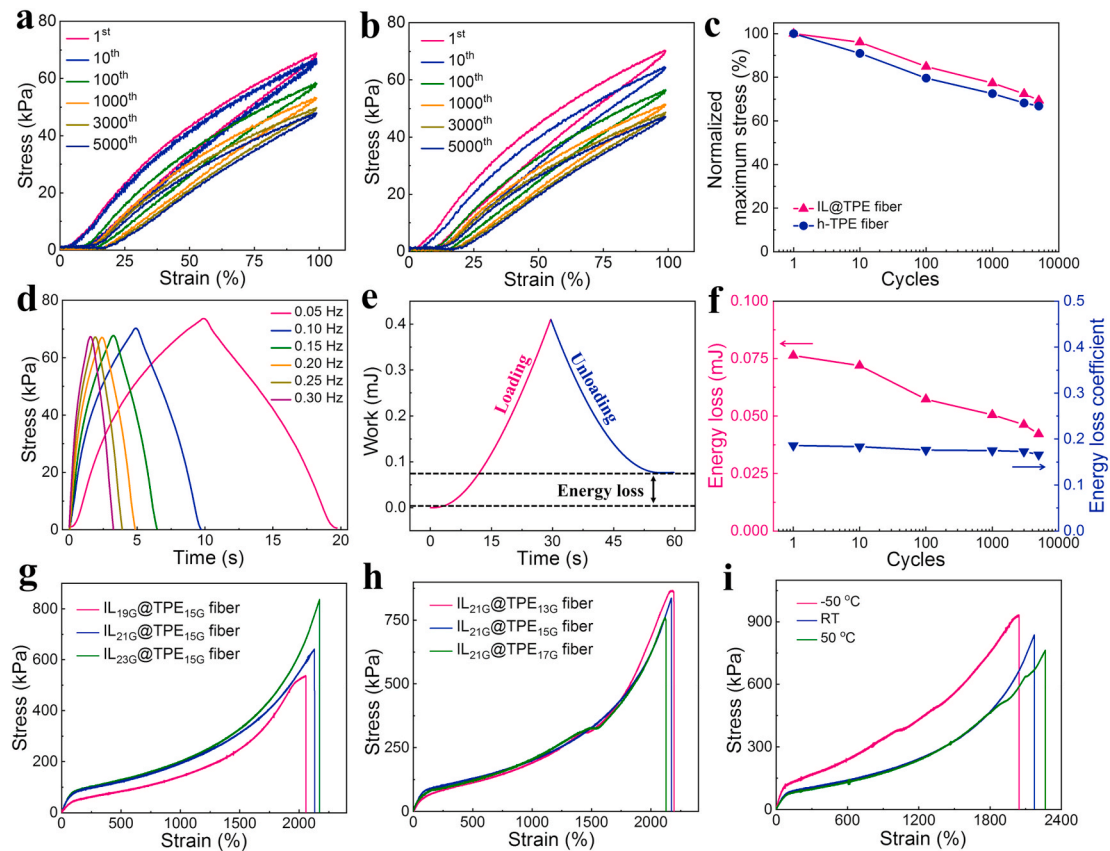 a
Stress (kPa)
80
60
40
20
0
1st
10th
100th
1000th
3000th
5000th
0 25 50 75 100
Strain (%)
b
Stress (kPa)
80
60
40
20
0
1st
10th
100th
1000th
3000th
5000th
0 25 50 75 100
Strain (%)
c
Normalized
maximum stress (%)
100
80
60
40
20
0
IL@TPE fiber
h-TPE fiber
1 10 100 1000 10000
Cycles
d
Stress (kPa)
80
60
40
20
0
0.05 Hz
0.10 Hz
0.15 Hz
0.20 Hz
0.25 Hz
0.30 Hz
0 5 10 15 20
Time (s)
e
Work (mJ)
0.4
0.3
0.2
0.1
0.0
Loading
Unloading
Energy loss
0 15 30 45 60
Time (s)
f
Energy loss (mJ)
0.100
0.075
0.050
0.025
0.000
Energy loss coefficient
0.5
0.4
0.3
0.2
0.1
0.0
1 10 100 1000 10000
Cycles
g
Stress (kPa)
800
600
400
200
0
IL19G@TPE15G fiber
IL21G@TPE15G fiber
IL23G@TPE15G fiber
0 500 1000 1500 2000
Strain (%)
h
Stress (kPa)
750
500
250
0
IL21G@TPE13G fiber
IL21G@TPE15G fiber
IL21G@TPE17G fiber
0 500 1000 1500 2000
Strain (%)
i
Stress (kPa)
900
600
300
0
-50 °C
RT
50 °C
0 600 1200 1800 2400
Strain (%)